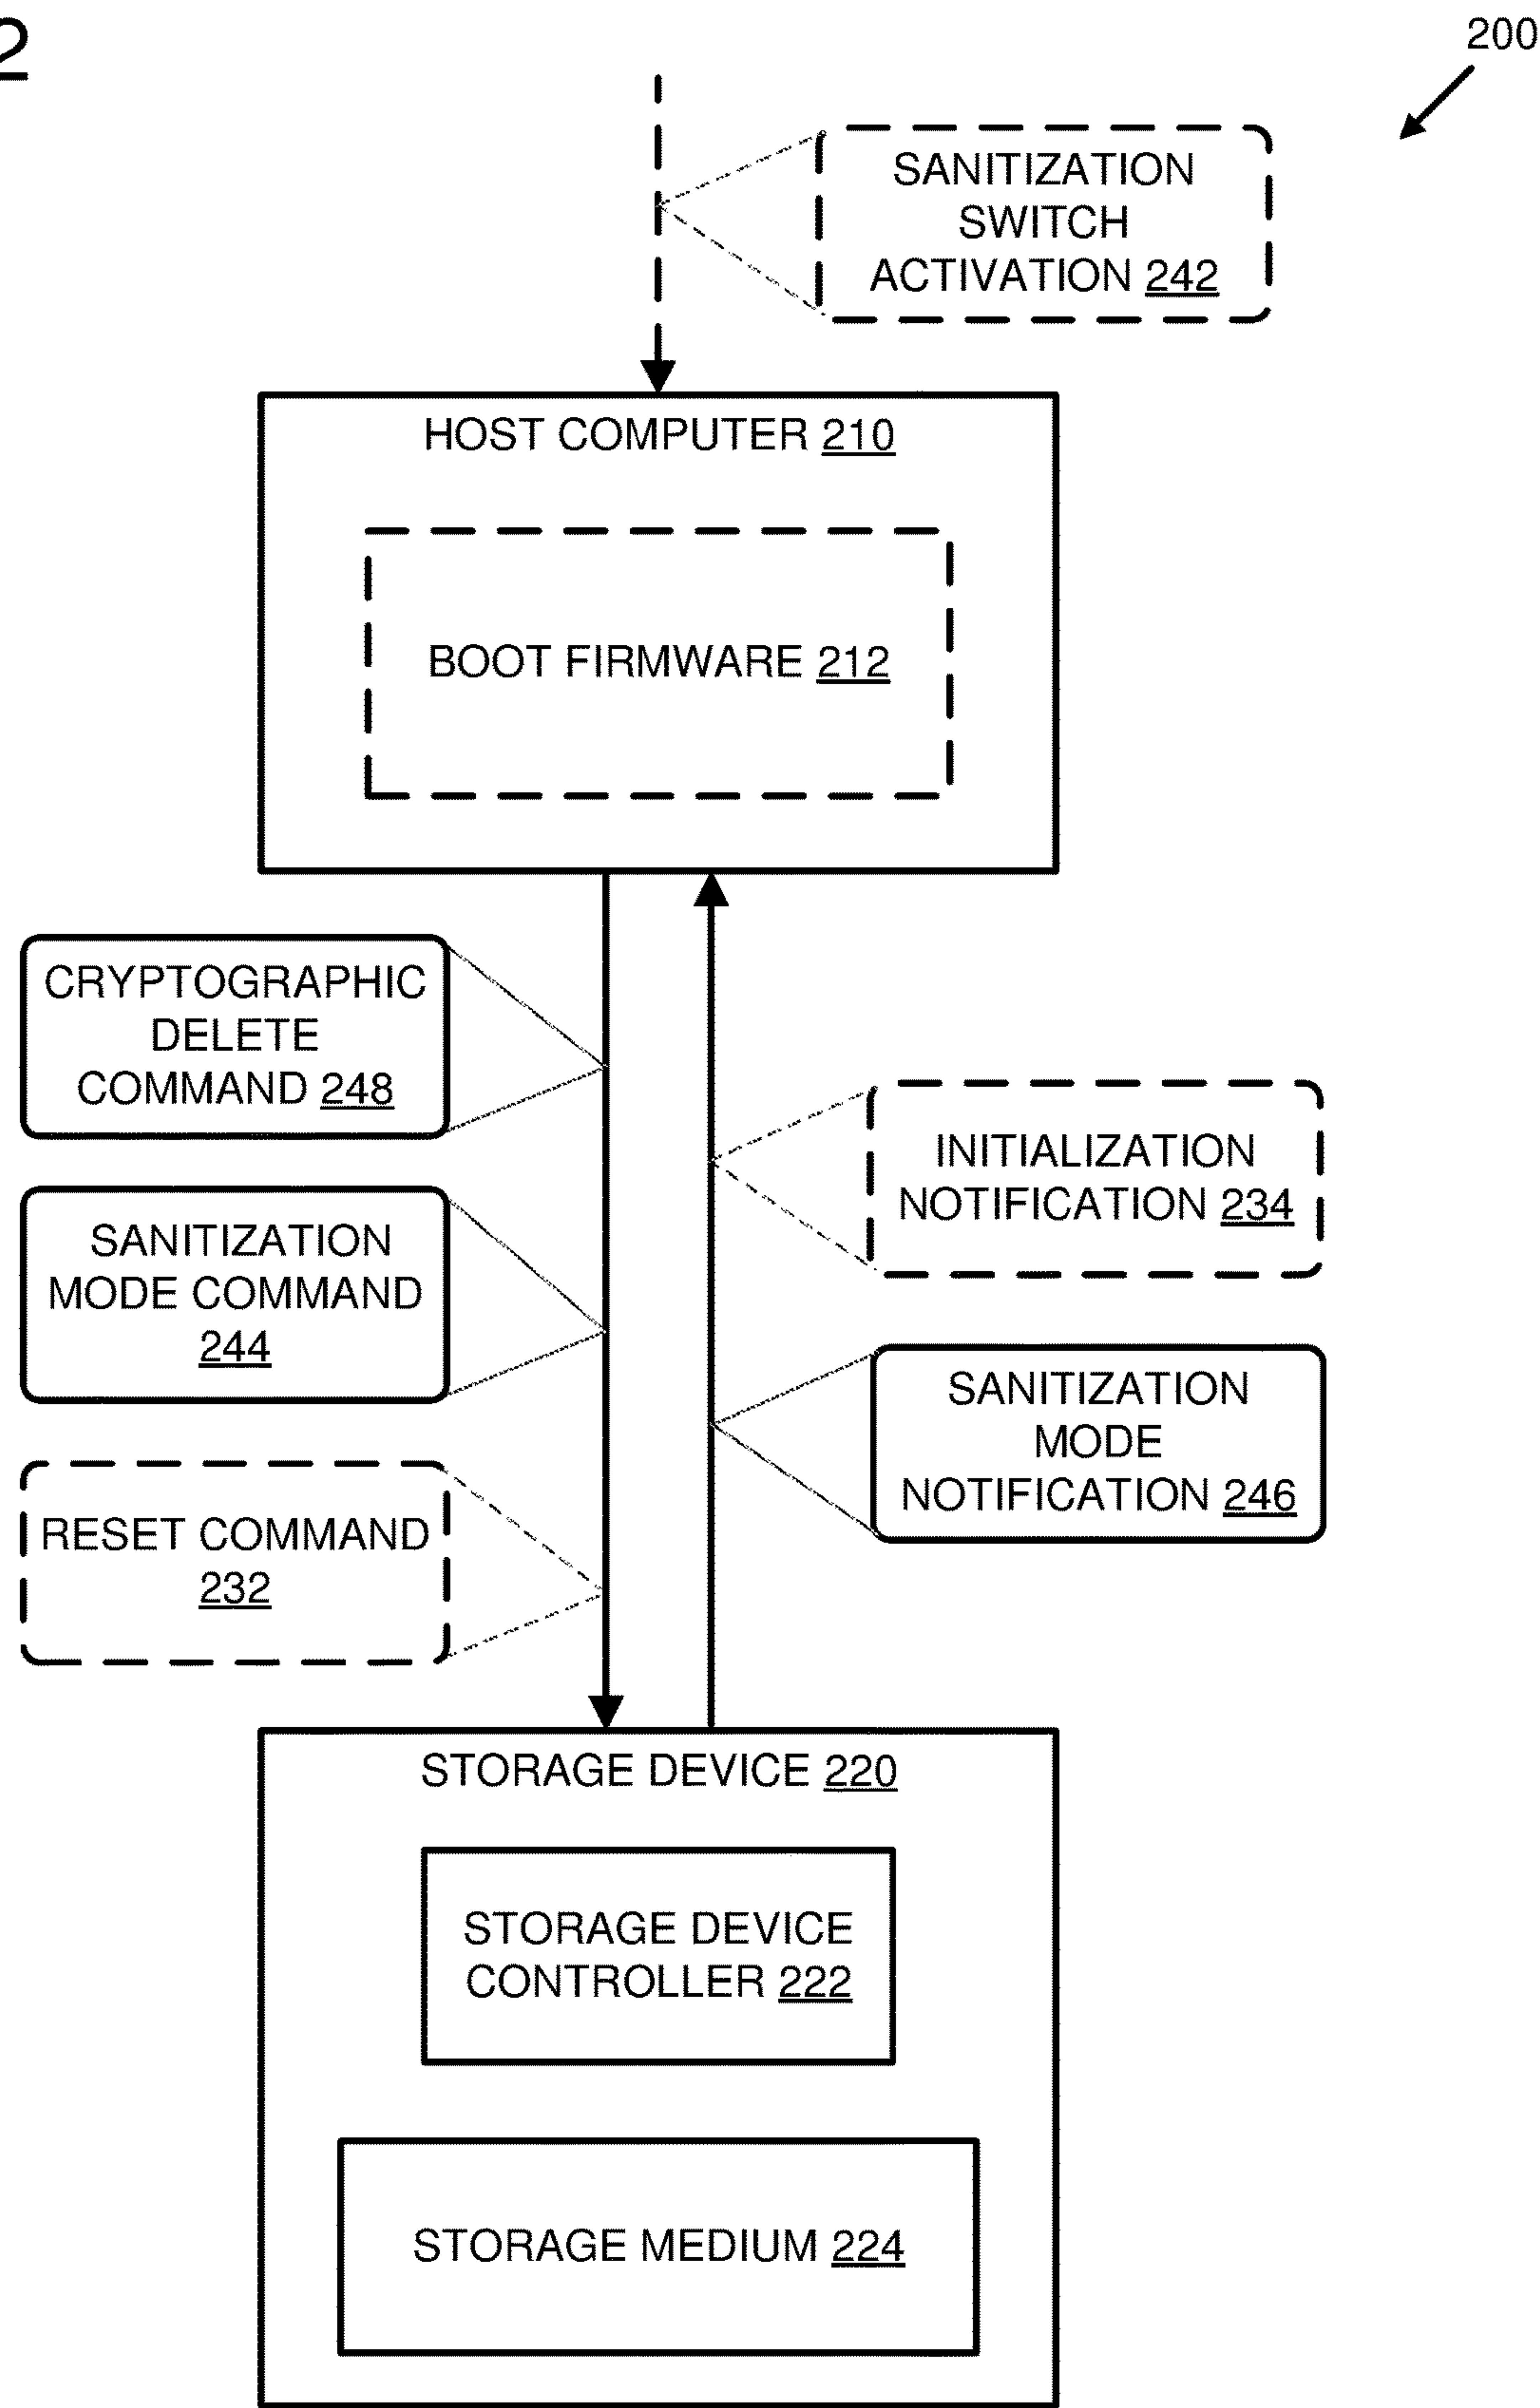 2
200
SANITIZATION
SWITCH
ACTIVATION 242
HOST COMPUTER 210
BOOT FIRMWARE 212
CRYPTOGRAPHIC
DELETE
COMMAND 248
INITIALIZATION
NOTIFICATION 234
SANITIZATION
MODE COMMAND
244
SANITIZATION
MODE
NOTIFICATION 246
RESET COMMAND
232
STORAGE DEVICE 220
STORAGE DEVICE
CONTROLLER 222
STORAGE MEDIUM 224